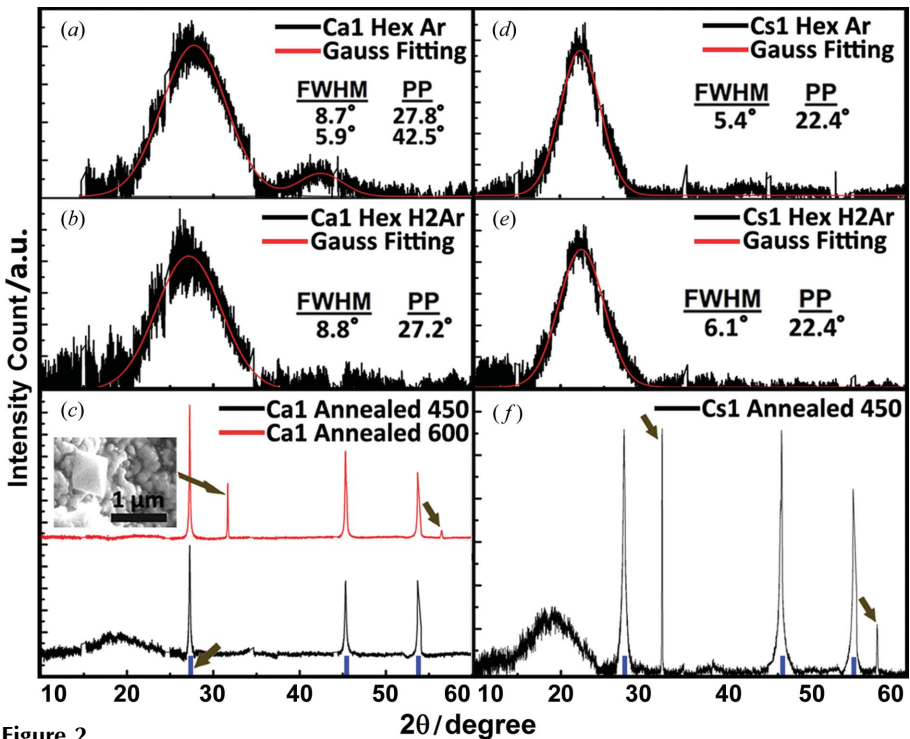 (a)
Ca1 Hex Ar
Gauss Fitting
FWHM PP
8.7° 27.8°
5.9° 42.5°
(d)
Cs1 Hex Ar
Gauss Fitting
FWHM PP
5.4° 22.4°
(b)
Ca1 Hex H2Ar
Gauss Fitting
FWHM PP
8.8° 27.2°
(e)
Cs1 Hex H2Ar
Gauss Fitting
FWHM PP
6.1° 22.4°
(c)
Ca1 Annealed 450
Ca1 Annealed 600
1 μm
(f)
Cs1 Annealed 450
Intensity Count/a.u.
10 20 30 40 50 60 10 20 30 40 50 60
2θ/degree
Figure 2